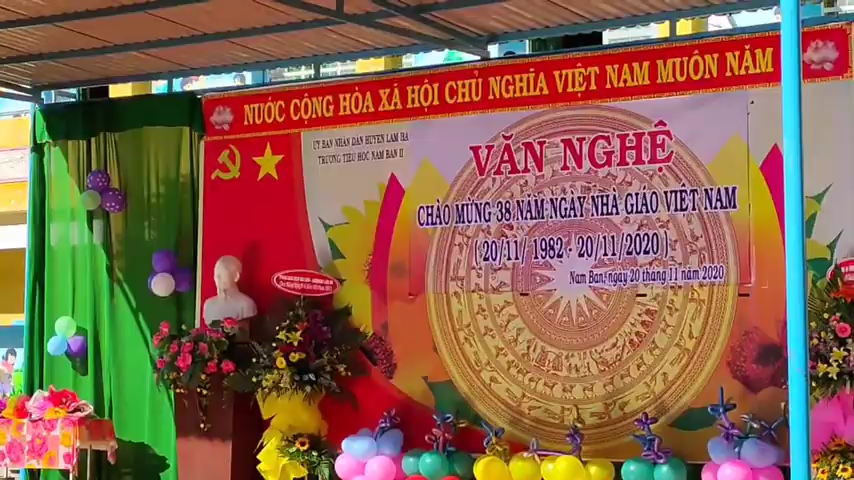 NƯỚC CỘNG HÒA XÃ HỘI CHỦ NGHĨA VIỆT NAM MUÔN NĂM
ỦY BAN NHÂN DÂN HUYỆN LÂM HÀ
TRƯỜNG TIỂU HỌC NAM BAN II
VĂN NGHỆ
CHÀO MỪNG 38 NĂM NGÀY NHÀ GIÁO VIỆT NAM
( 20/11/ 1982 - 20/11/2020 )
Nam Ban, ngày 20 tháng 11 năm 2020